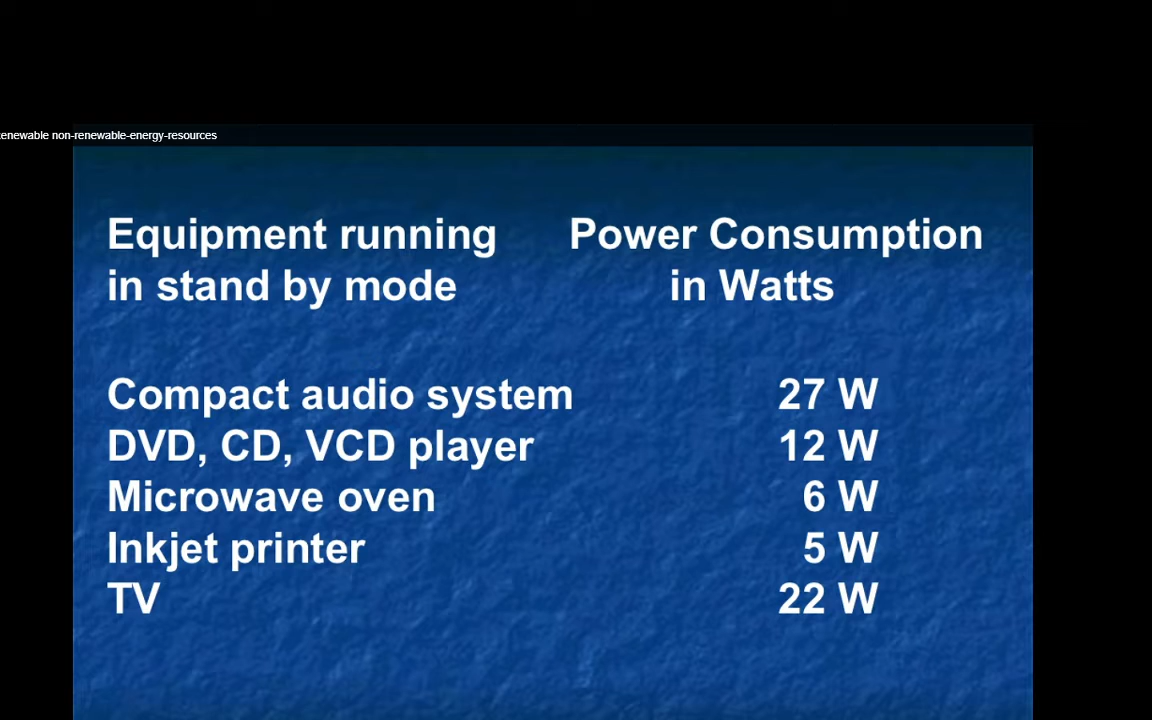 enewable non-renewable-energy-resources
Equipment running Power Consumption
in stand by mode in Watts
Compact audio system 27 W
DVD, CD, VCD player 12 W
Microwave oven 6 W
Inkjet printer 5 W
TV 22 W